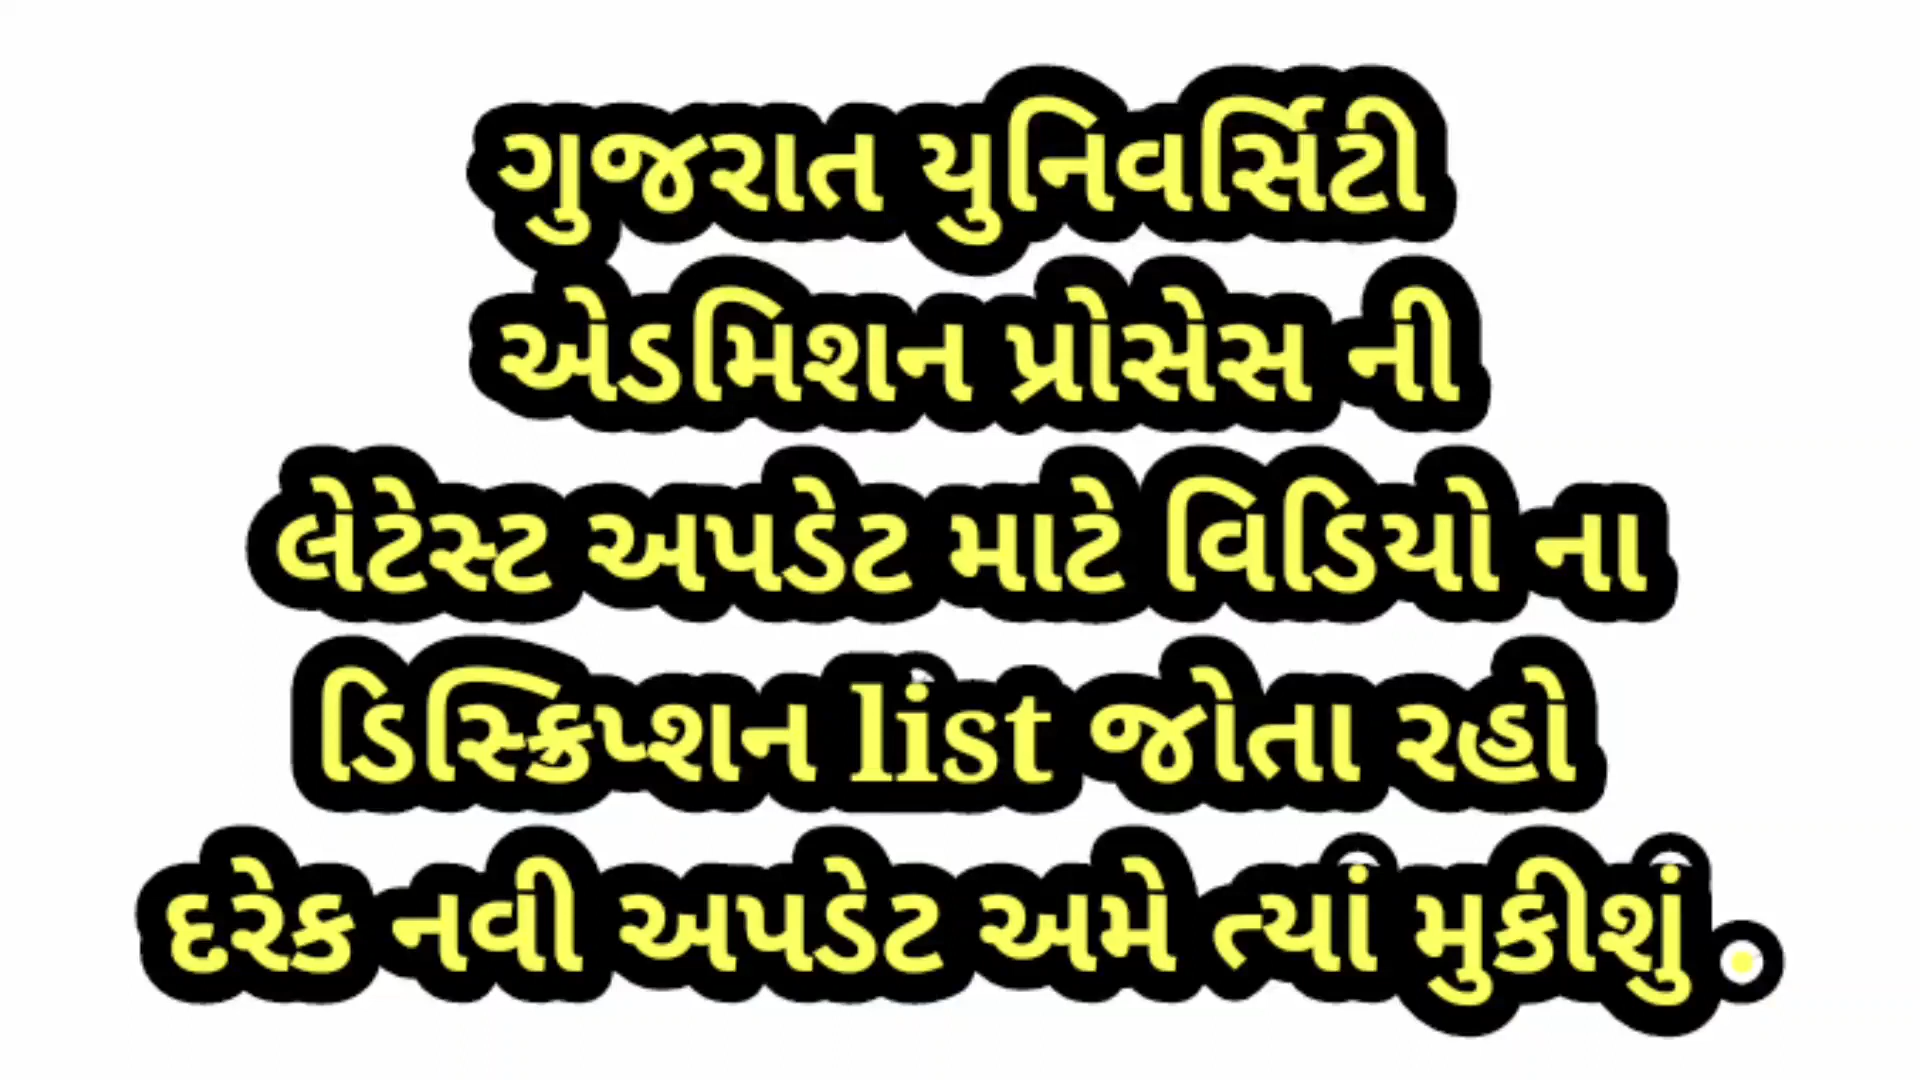 ગુજરાત યુનિવર્સિટી
એડમિશન પ્રોસેસ ની
લેટેસ્ટ અપડેટ માટે વિડિયો ના
ડિસ્ક્રિપ્શન list જોતા રહો
દરેક નવી અપડેટ અમે ત્યાં મુકીશું .